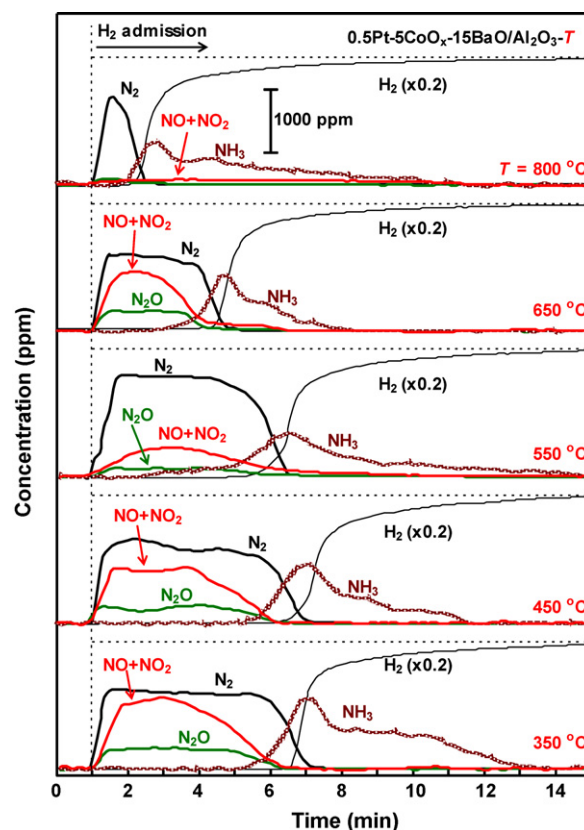 H₂ admission
0.5Pt-5CoOₓ-15BaO/Al₂O₃-T
N₂
H₂ (x0.2)
1000 ppm
NO+NO₂
NH₃
T = 800 °C
H₂ (x0.2)
NO+NO₂
N₂
N₂O
NH₃
650 °C
N₂
H₂ (x0.2)
N₂O
NO+NO₂
NH₃
550 °C
NO+NO₂
H₂ (x0.2)
N₂
N₂O
NH₃
450 °C
H₂ (x0.2)
NO+NO₂
N₂
NH₃
N₂O
350 °C
0 2 4 6 8 10 12 14
Time (min)
Concentration (ppm)